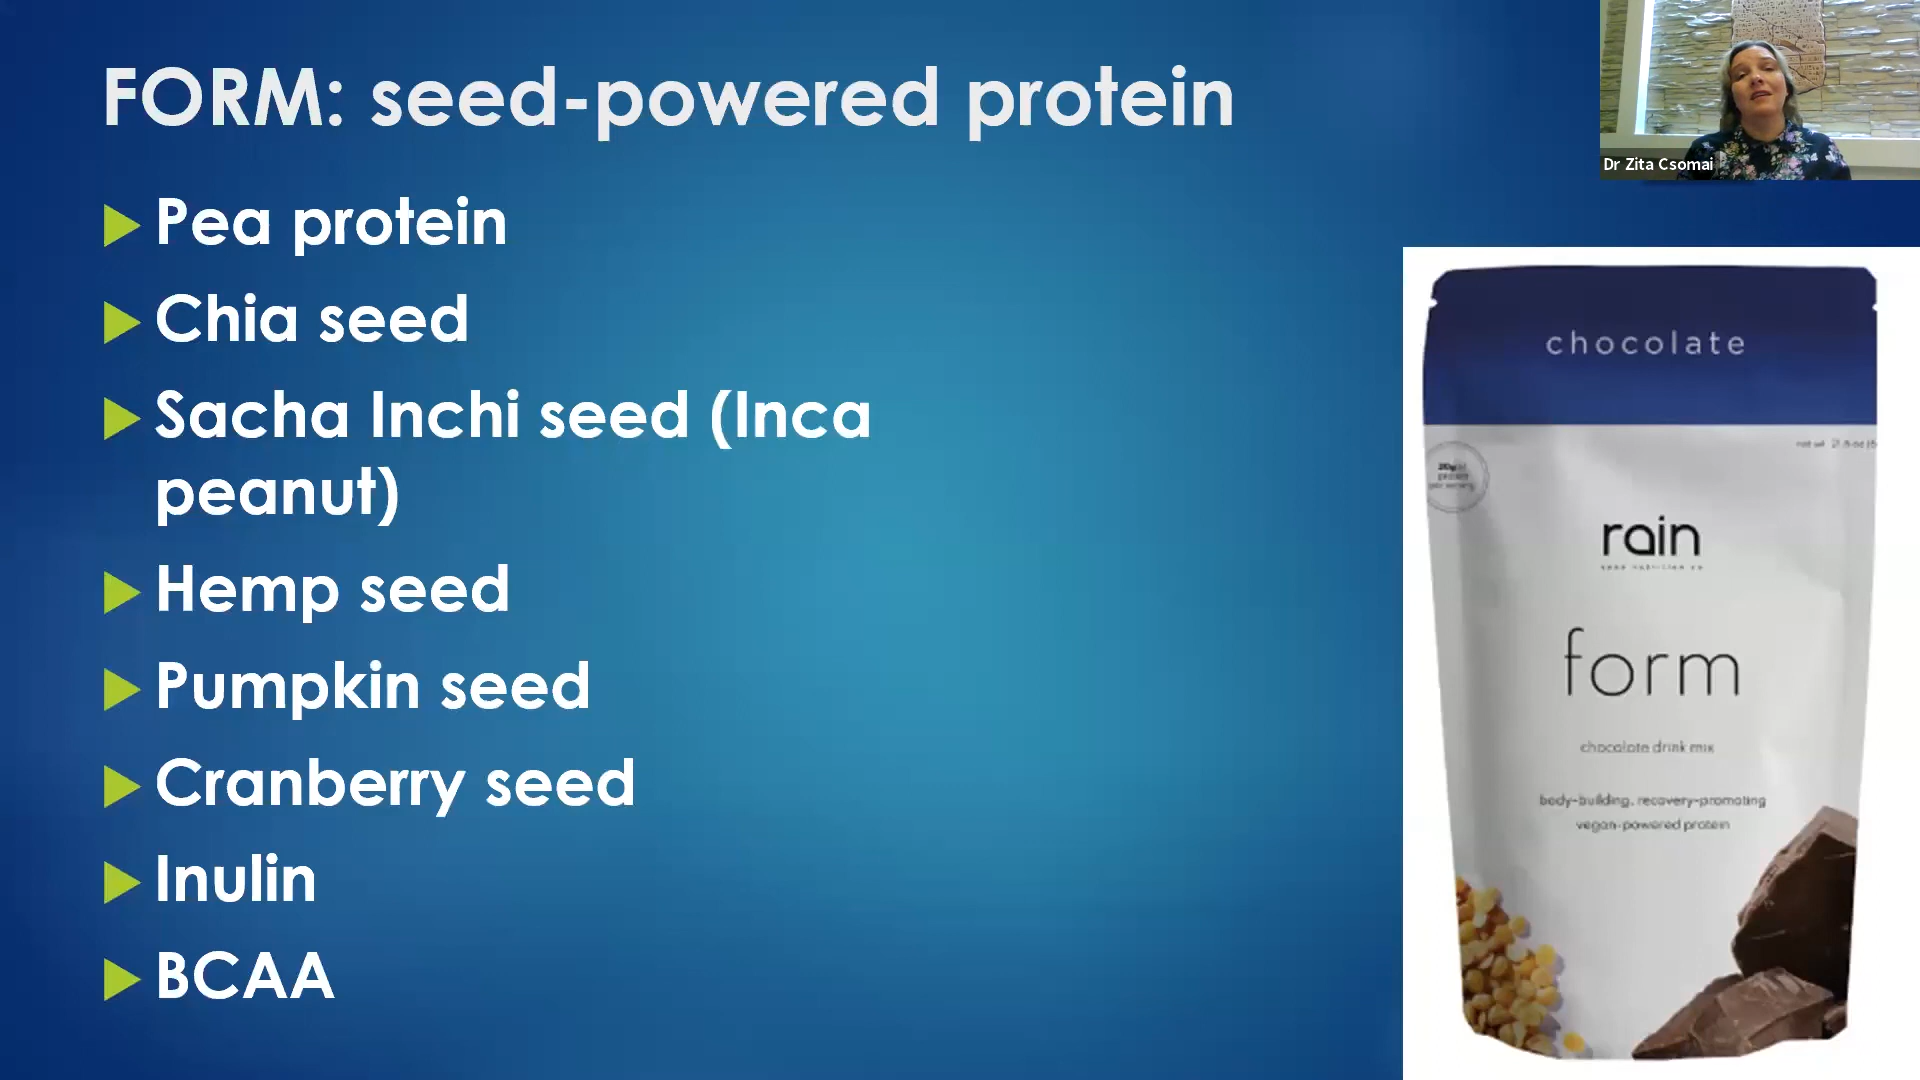 FORM: seed-powered protein
Pea protein
Chia seed
Sacha Inchi seed (Inca
peanut)
Hemp seed
Pumpkin seed
Cranberry seed
Inulin
BCAA
Dr Zita Csomai
chocolate
rain
form
chocolate drink mix
body-building, recovery-promoting
vegan-powered protein